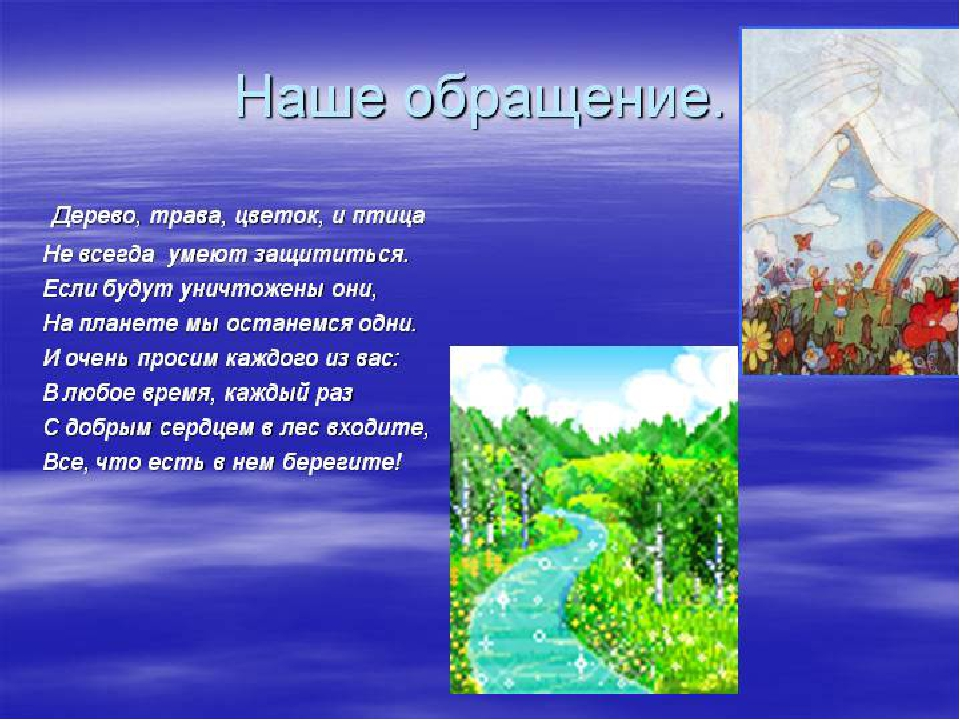 Наше обращение.
Дерево, трава, цветок, и птица
Не всегда умеют защититься.
Если будут уничтожены они,
На планете мы останемся одни.
И очень просим каждого из вас:
В любое время, каждый раз
С добрым сердцем в лес входите,
Все, что есть в нем берегите!